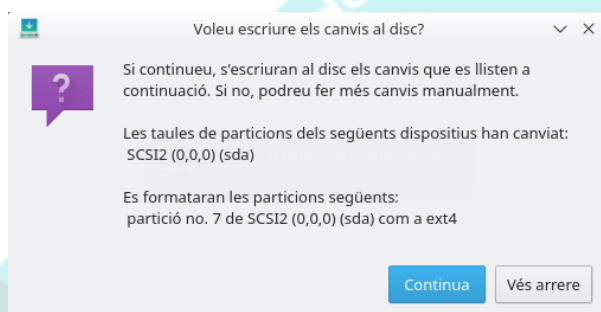 Voleu escriure els canvis al disc?
Si continueu, s'escriuran al disc els canvis que es llisten a
continuació. Si no, podreu fer més canvis manualment.
Les taules de particions dels següents dispositius han canviat:
SCSI2 (0,0,0) (sda)
Es formataran les particions següents:
partició no. 7 de SCSI2 (0,0,0) (sda) com a ext4
Continua
Vés arrere